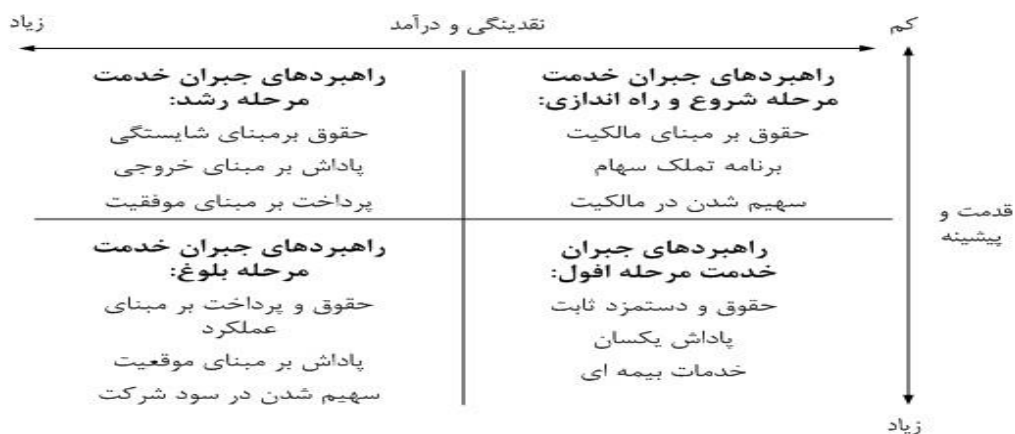 نقدینگی و درآمد
کم
زیاد
راهبردهای جبران خدمت
مرحله شروع و راه اندازی:
حقوق بر مبنای مالکیت
برنامه تملک سهام
سهیم شدن در مالکیت
راهبردهای جبران خدمت
مرحله رشد:
حقوق برمبنای شایستگی
پاداش بر مبنای خروجی
پرداخت بر مبنای موفقیت
قدمت و
پیشینه
راهبردهای جبران
خدمت مرحله افول:
حقوق و دستمزد ثابت
پاداش یکسان
خدمات بیمه ای
راهبردهای جبران خدمت
مرحله بلوغ:
حقوق و پرداخت بر مبنای
عملکرد
پاداش بر مبنای موقعیت
سهیم شدن در سود شرکت
زیاد